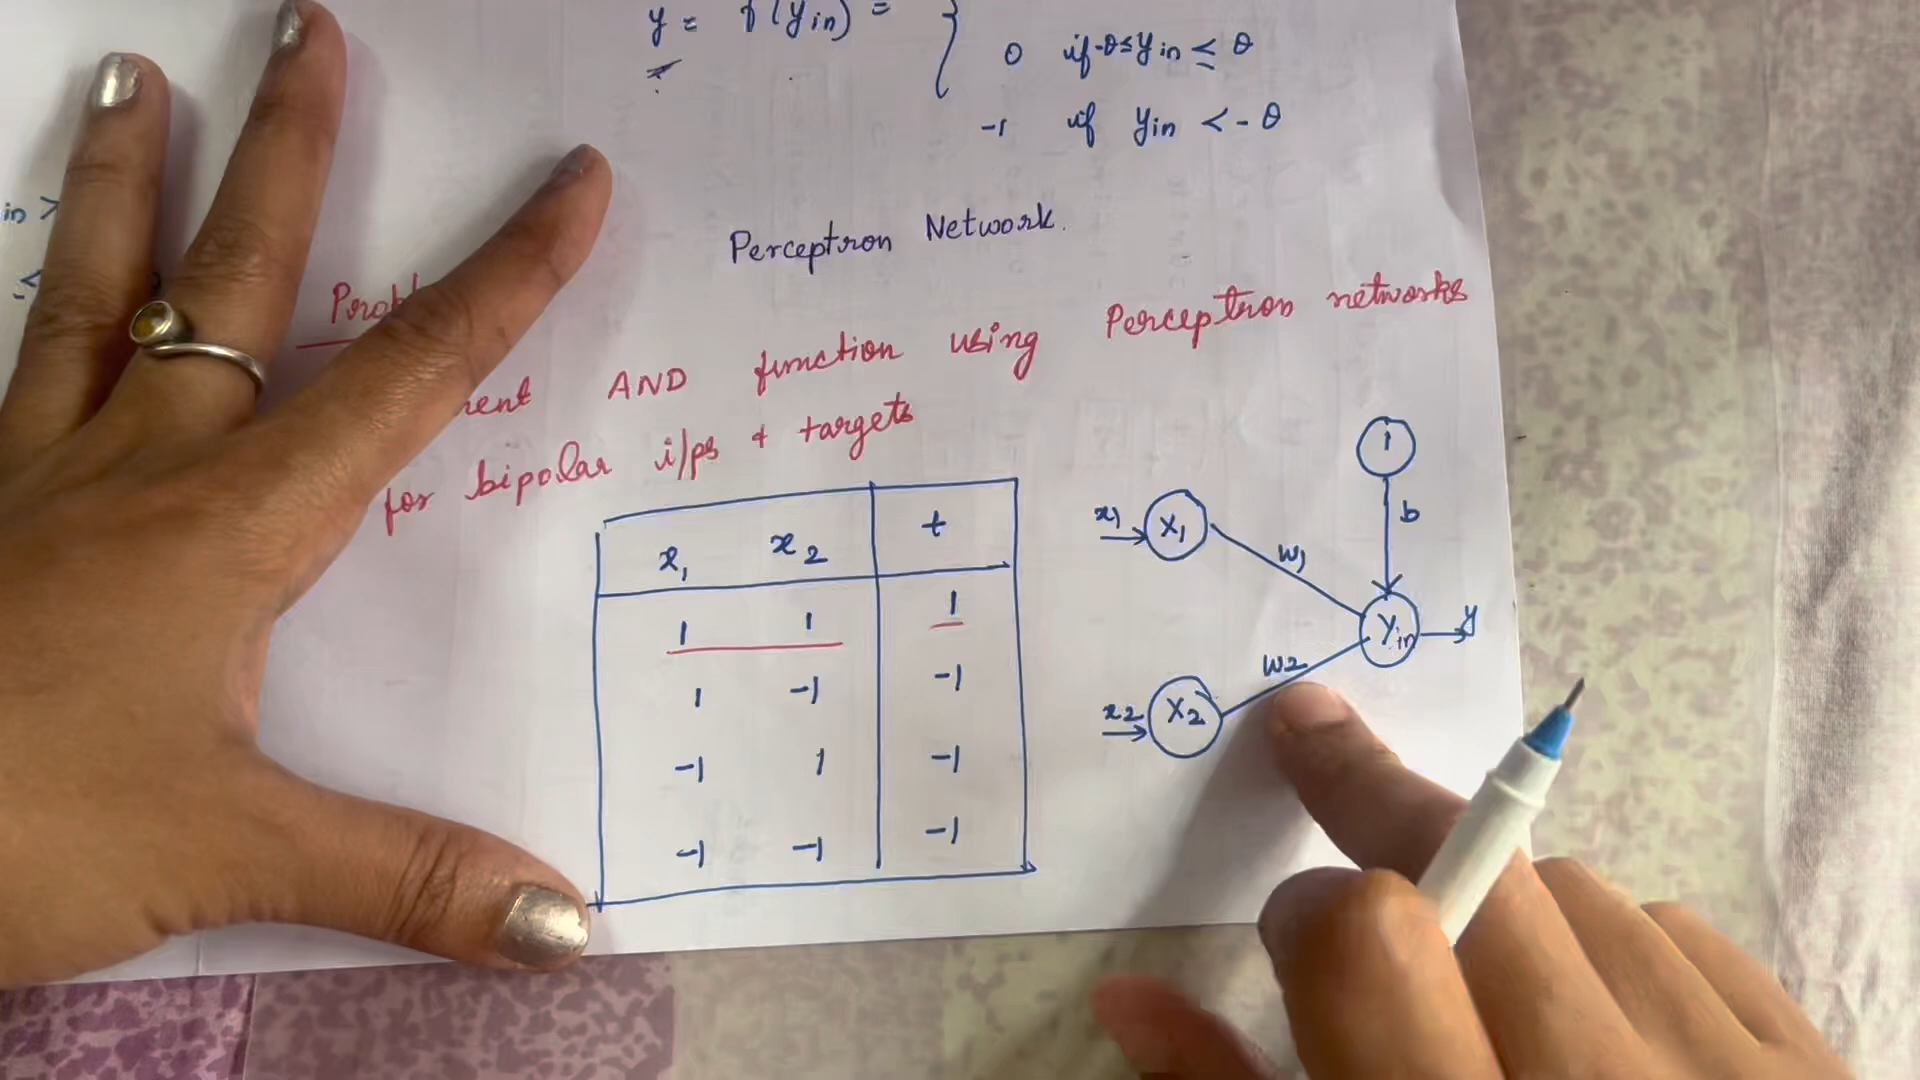 y = f(yin) =
0 if -θ≤yin ≤ θ
-1 if yin < -θ
in >
<
Perceptron Network.
AND function using Perceptron networks
for bipolar i/ps & targets
x1 x2 t
1 1 1
1 -1 -1
-1 1 -1
-1 -1 -1
1
b
x1 X1
w1
yin y
w2
x2 X2